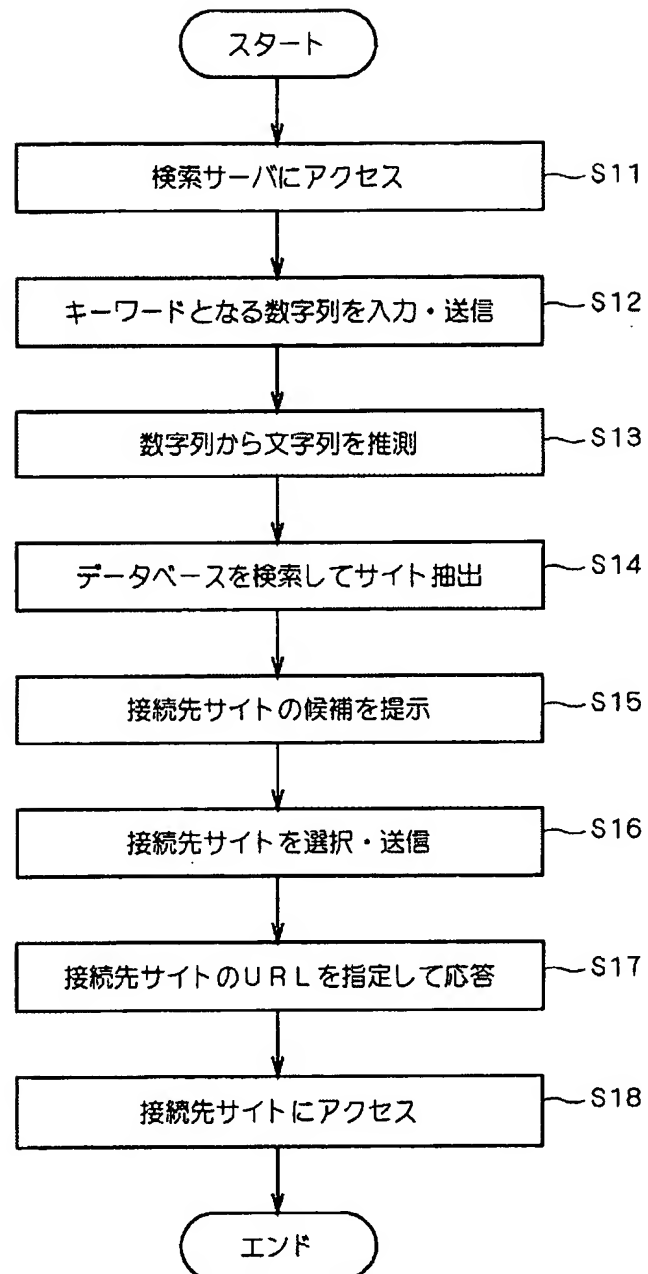 スタート
検索サーバにアクセス
S11
キーワードとなる数字列を入力・送信
S12
数字列から文字列を推測
S13
データベースを検索してサイト抽出
S14
接続先サイトの候補を提示
S15
接続先サイトを選択・送信
S16
接続先サイトのURLを指定して応答
S17
接続先サイトにアクセス
S18
エンド